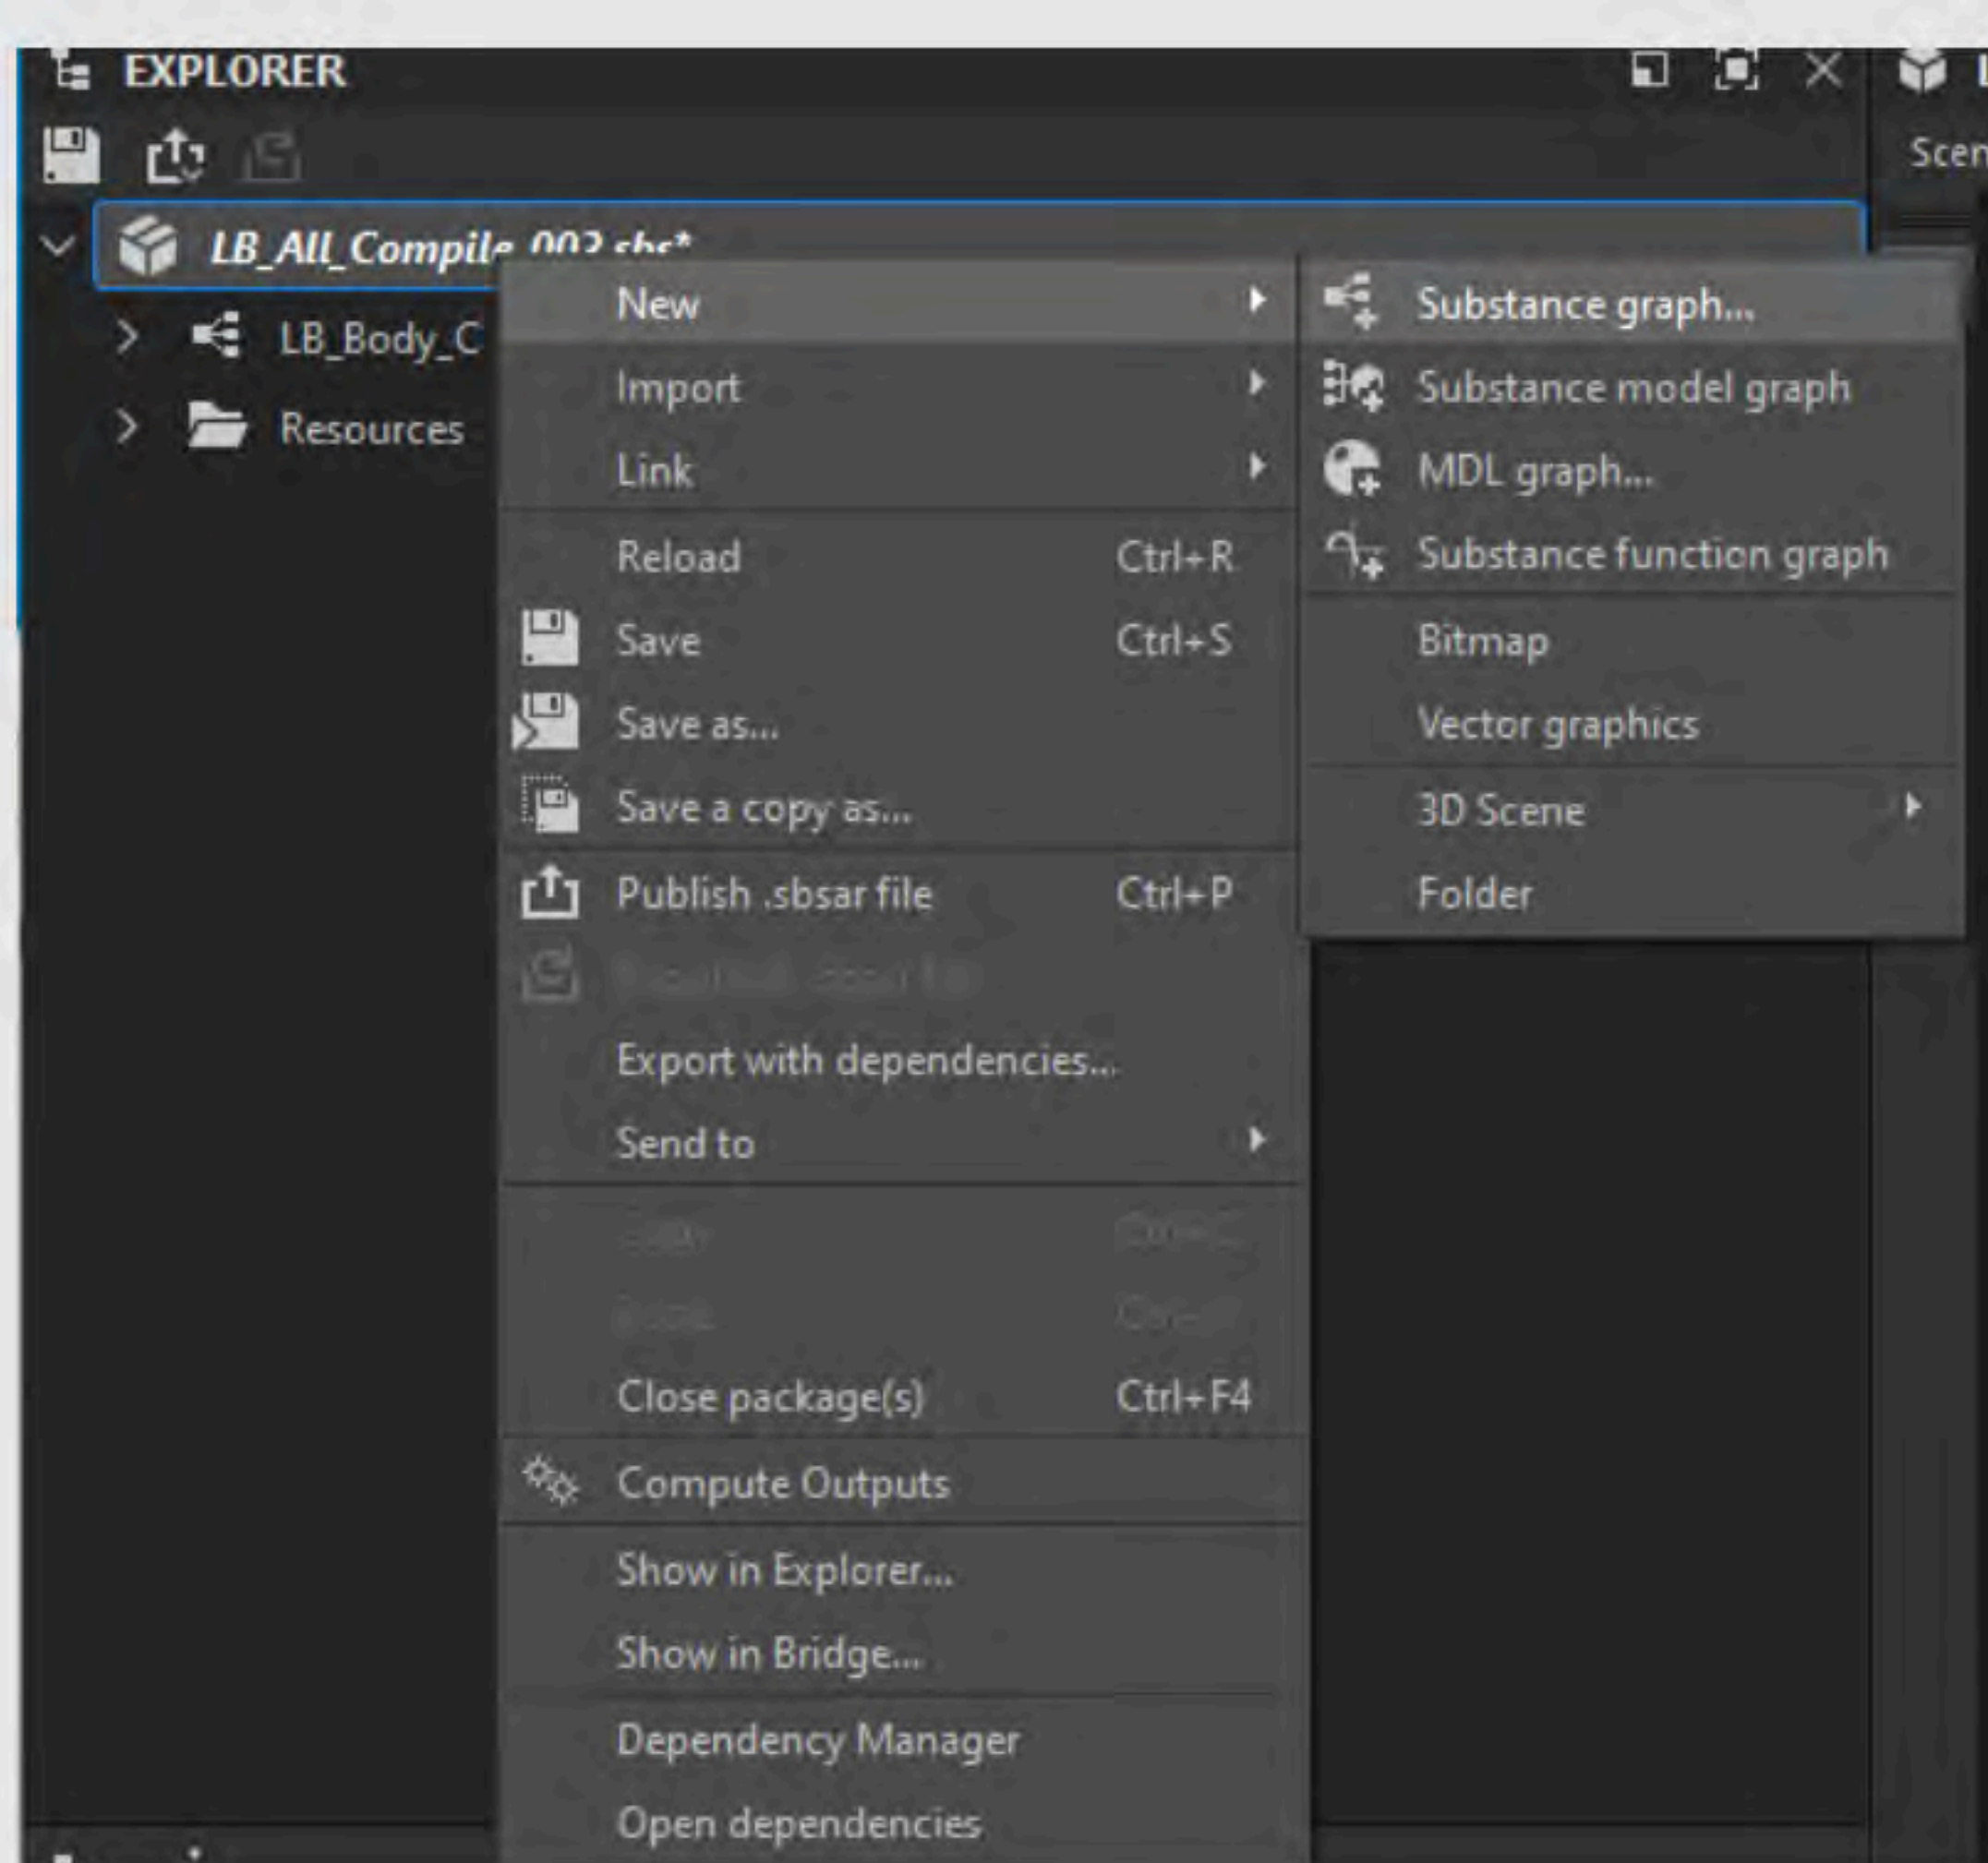 EXPLORER
Scen
LB_All_Compile_002.sbs*
LB_Body_C
Resources
New
Import
Link
Reload Ctrl+R
Save Ctrl+S
Save as...
Save a copy as...
Publish .sbsar file Ctrl+P
Export with dependencies...
Send to
Close package(s) Ctrl+F4
Compute Outputs
Show in Explorer...
Show in Bridge...
Dependency Manager
Open dependencies
Substance graph...
Substance model graph
MDL graph...
Substance function graph
Bitmap
Vector graphics
3D Scene
Folder